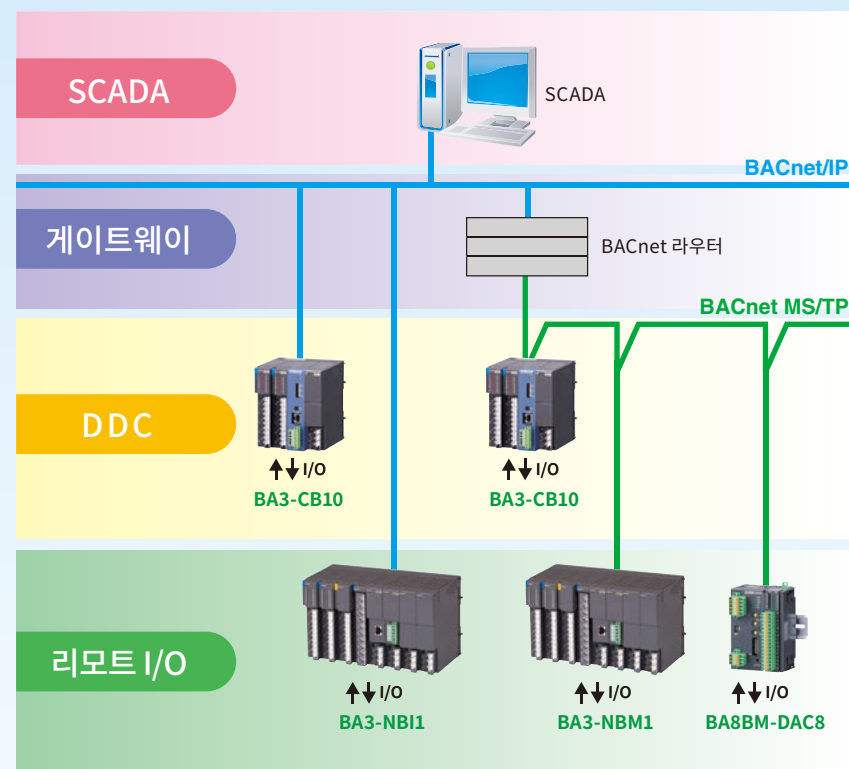 SCADA
SCADA
BACnet/IP
게이트웨이
BACnet 라우터
BACnet MS/TP
DDC
I/O
BA3-CB10
I/O
BA3-CB10
리모트 I/O
I/O
BA3-NBI1
I/O
BA3-NBM1
I/O
BA8BM-DAC8